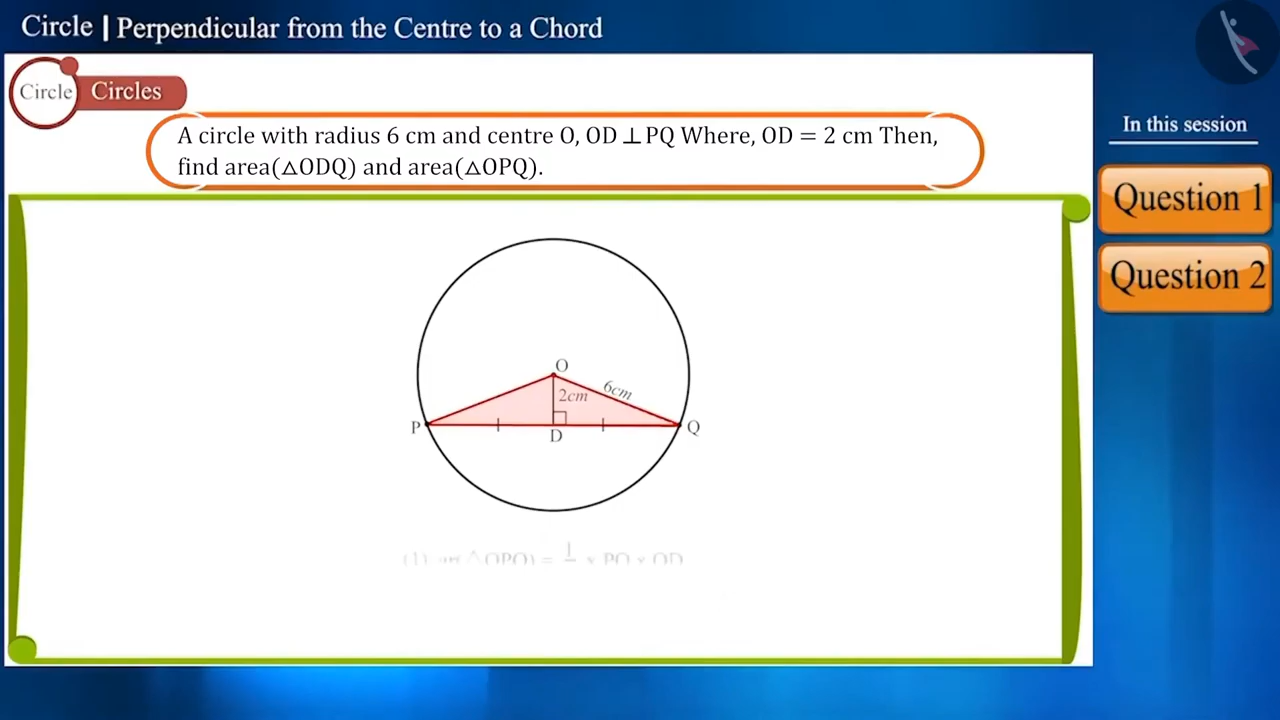 Circle | Perpendicular from the Centre to a Chord
Circle Circles
A circle with radius 6 cm and centre O, OD ⊥ PQ Where, OD = 2 cm Then,
find area(△ODQ) and area(△OPQ).
In this session
Question 1
Question 2
O
6cm
2cm
P
D
Q